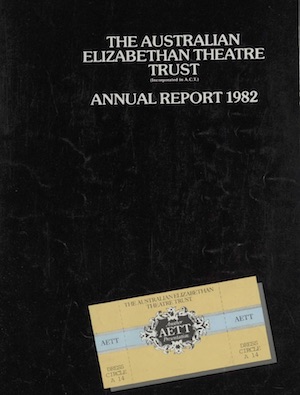 THE AUSTRALIAN
ELIZABETHAN THEATRE
TRUST
(Incorporated in A.C.T.)
ANNUAL REPORT 1982
THE AUSTRALIAN ELIZABETHAN
THEATRE TRUST
AETT
AETT
AETT
DRESS
CIRCLE
A 14
DRESS
CIRCLE
A 14